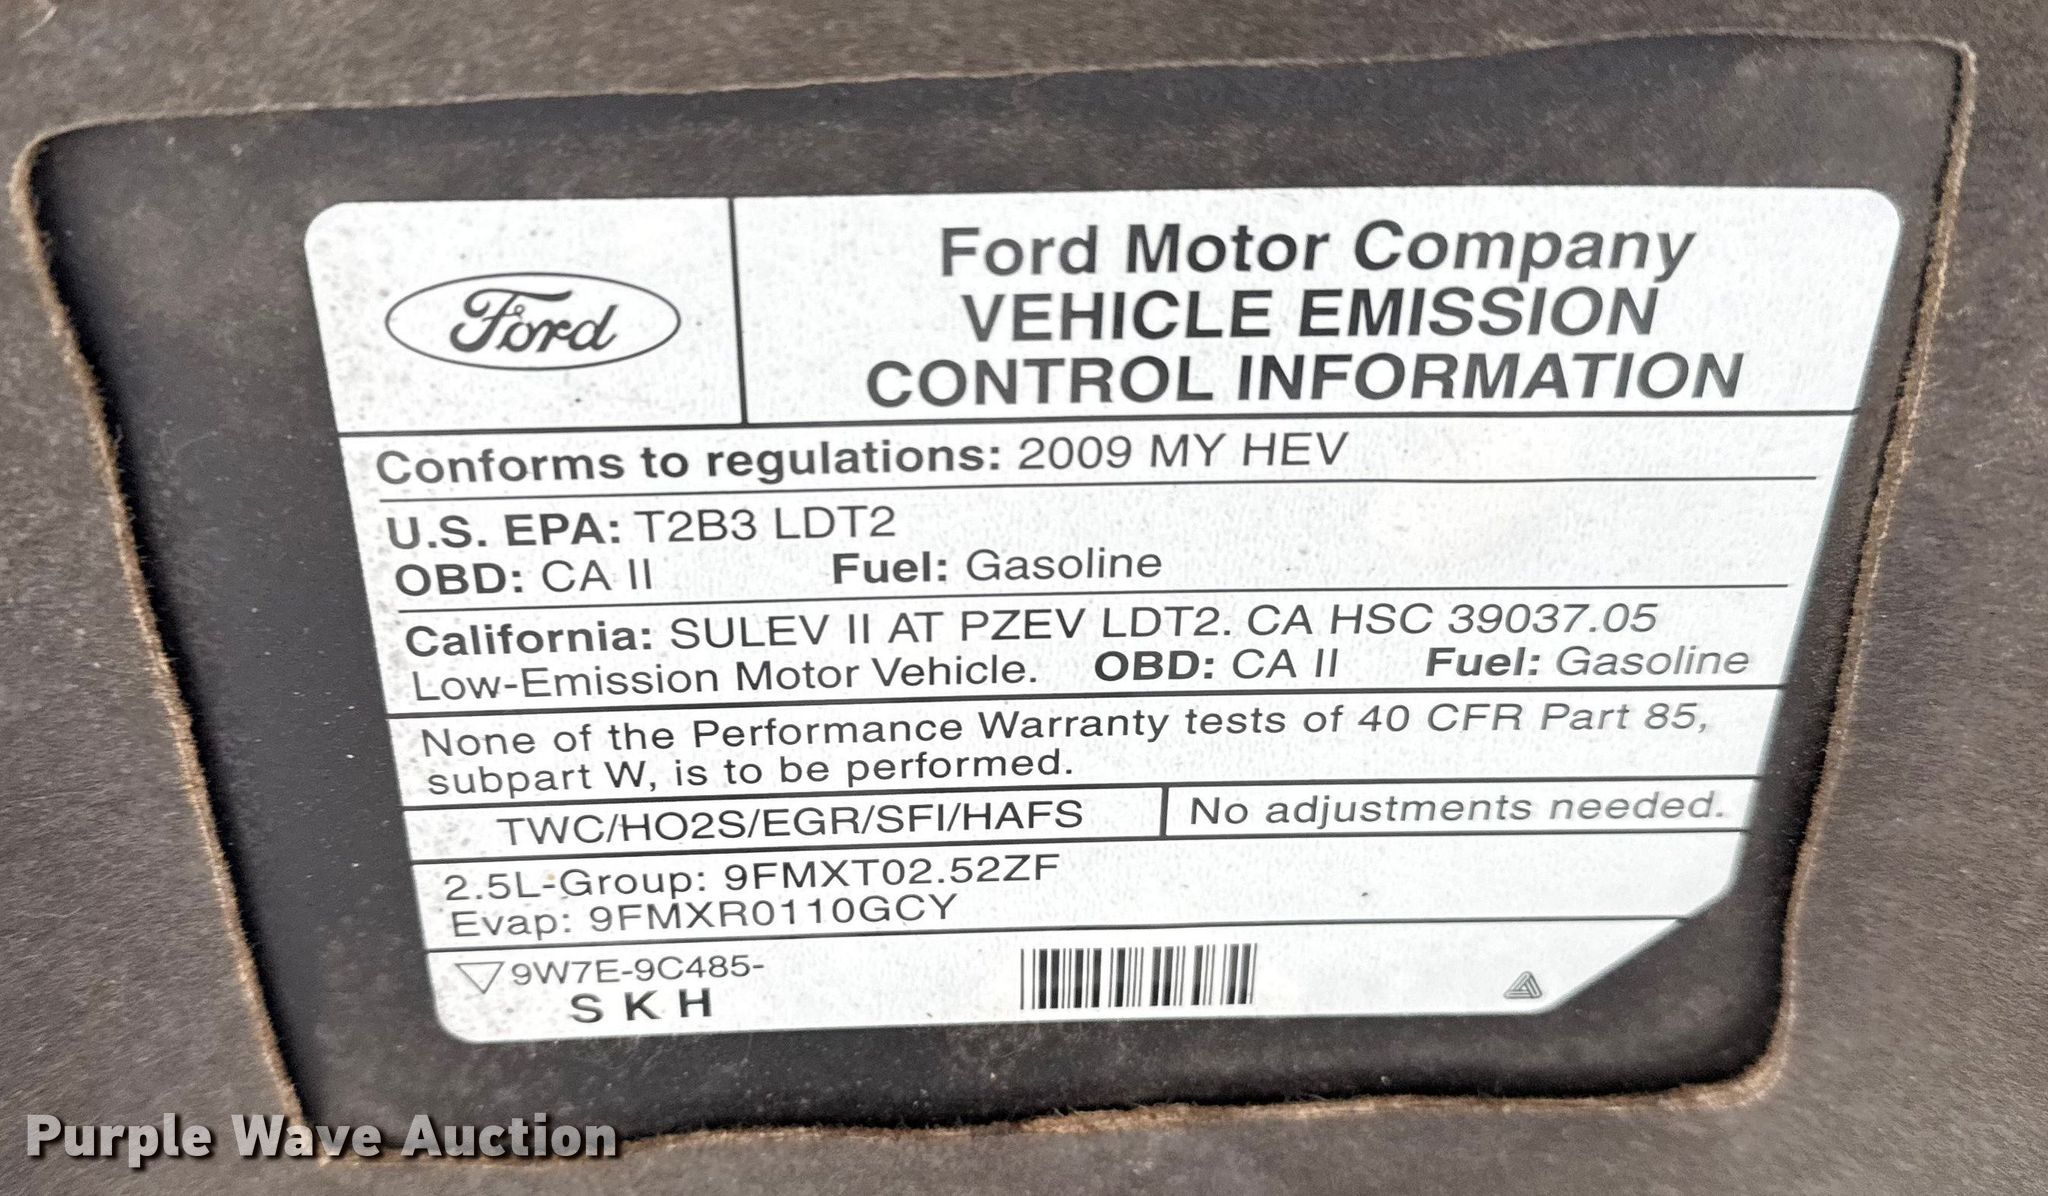 Ford
Ford Motor Company
VEHICLE EMISSION
CONTROL INFORMATION
Conforms to regulations: 2009 MY HEV
U.S. EPA: T2B3 LDT2
OBD: CA II Fuel: Gasoline
California: SULEV II AT PZEV LDT2. CA HSC 39037.05
Low-Emission Motor Vehicle. OBD: CA II Fuel: Gasoline
None of the Performance Warranty tests of 40 CFR Part 85,
subpart W, is to be performed.
TWC/HO2S/EGR/SFI/HAFS No adjustments needed.
2.5L-Group: 9FMXT02.52ZF
Evap: 9FMXR0110GCY
9W7E-9C485-
S K H
Purple Wave Auction